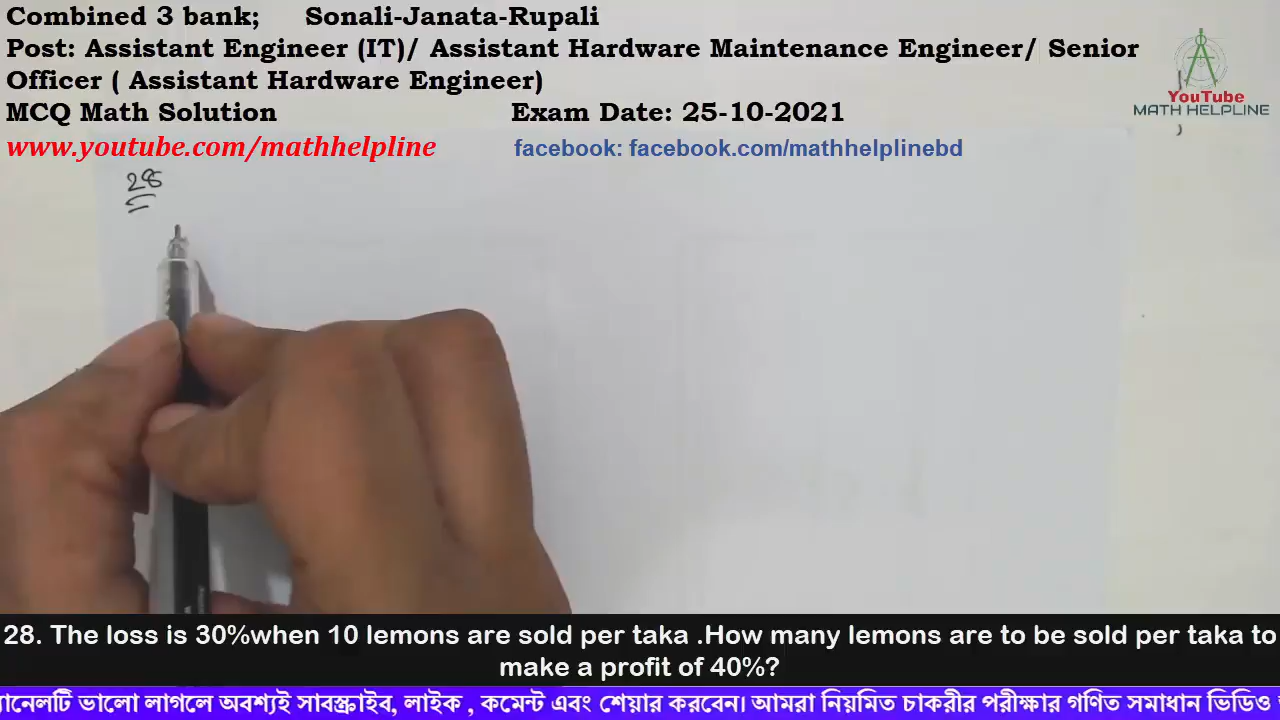 Combined 3 bank; Sonali-Janata-Rupali
Post: Assistant Engineer (IT)/ Assistant Hardware Maintenance Engineer/ Senior
Officer ( Assistant Hardware Engineer)
MCQ Math Solution Exam Date: 25-10-2021
YouTube
MATH HELPLINE
www.youtube.com/mathhelpline facebook: facebook.com/mathhelplinebd
28
28. The loss is 30%when 10 lemons are sold per taka .How many lemons are to be sold per taka to
make a profit of 40%?
্যানেলটি ভালো লাগলে অবশ্যই সাবস্ক্রাইব, লাইক , কমেন্ট এবং শেয়ার করবেন। আমরা নিয়মিত চাকরীর পরীক্ষার গণিত সমাধান ভিডিও